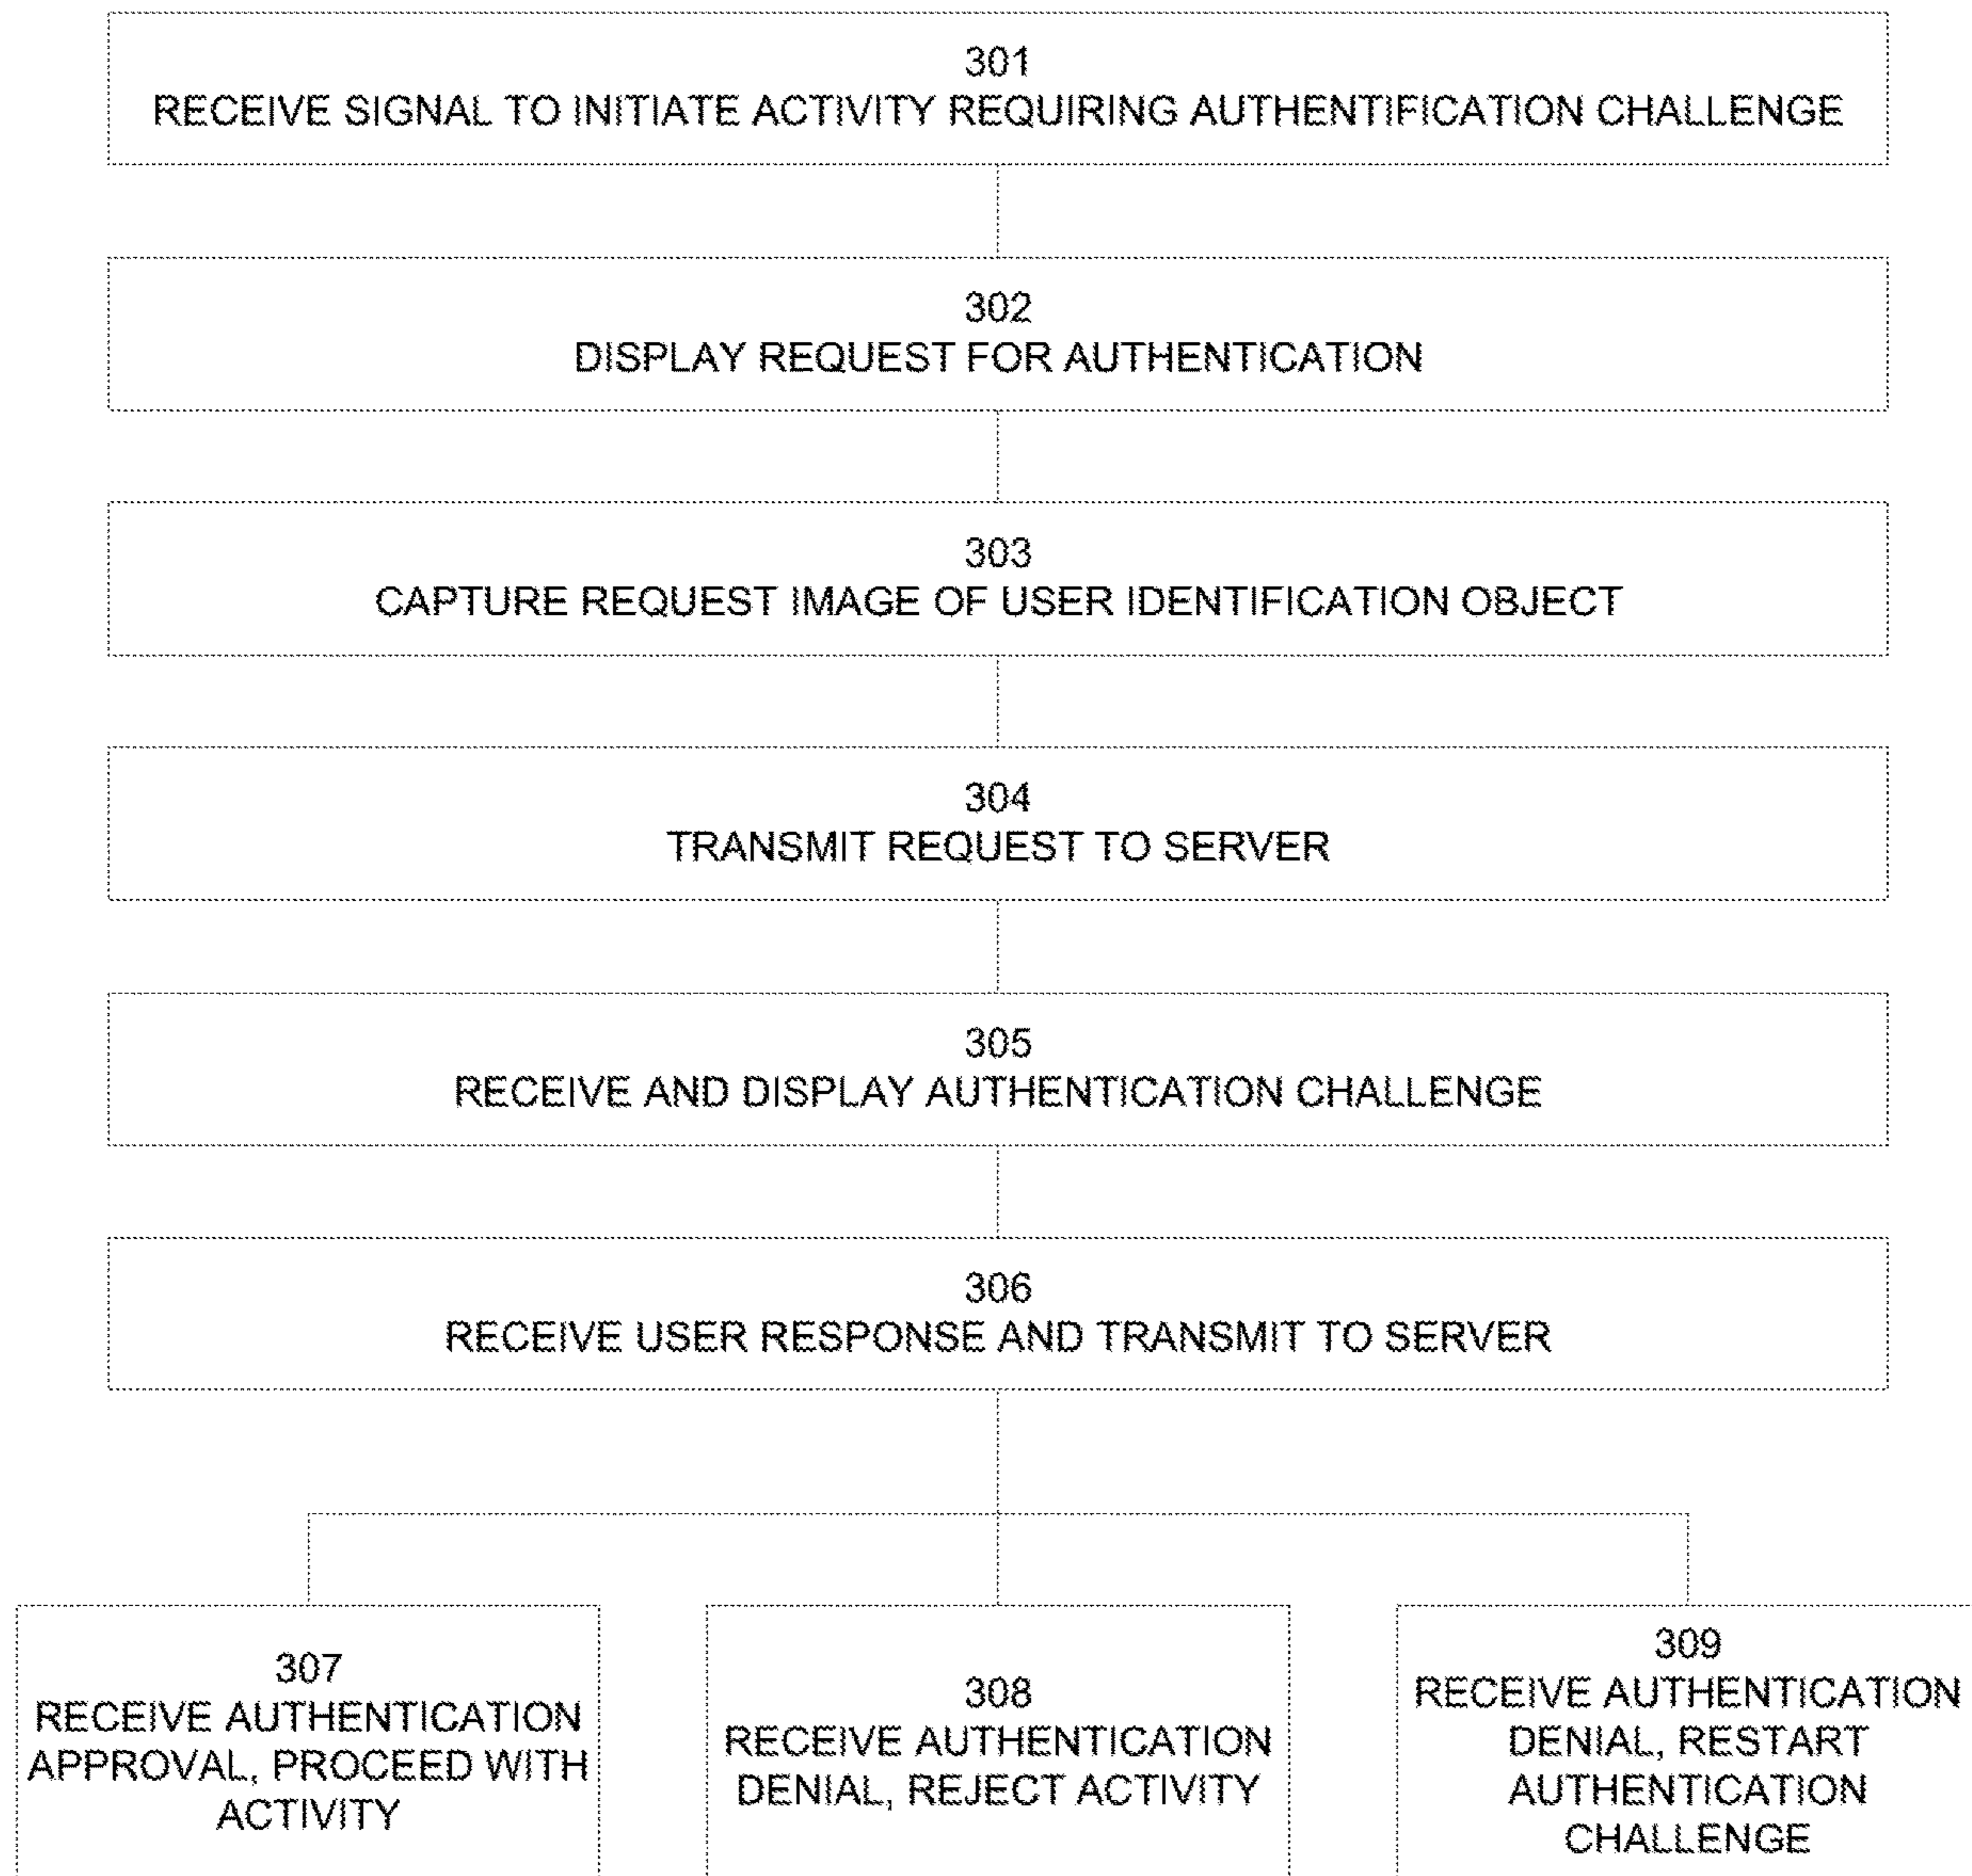 301
RECEIVE SIGNAL TO INITIATE ACTIVITY REQUIRING AUTHENTIFICATION CHALLENGE
302
DISPLAY REQUEST FOR AUTHENTICATION
303
CAPTURE REQUEST IMAGE OF USER IDENTIFICATION OBJECT
304
TRANSMIT REQUEST TO SERVER
305
RECEIVE AND DISPLAY AUTHENTICATION CHALLENGE
306
RECEIVE USER RESPONSE AND TRANSMIT TO SERVER
307
RECEIVE AUTHENTICATION
APPROVAL, PROCEED WITH
ACTIVITY
308
RECEIVE AUTHENTICATION
DENIAL, REJECT ACTIVITY
309
RECEIVE AUTHENTICATION
DENIAL, RESTART
AUTHENTICATION
CHALLENGE